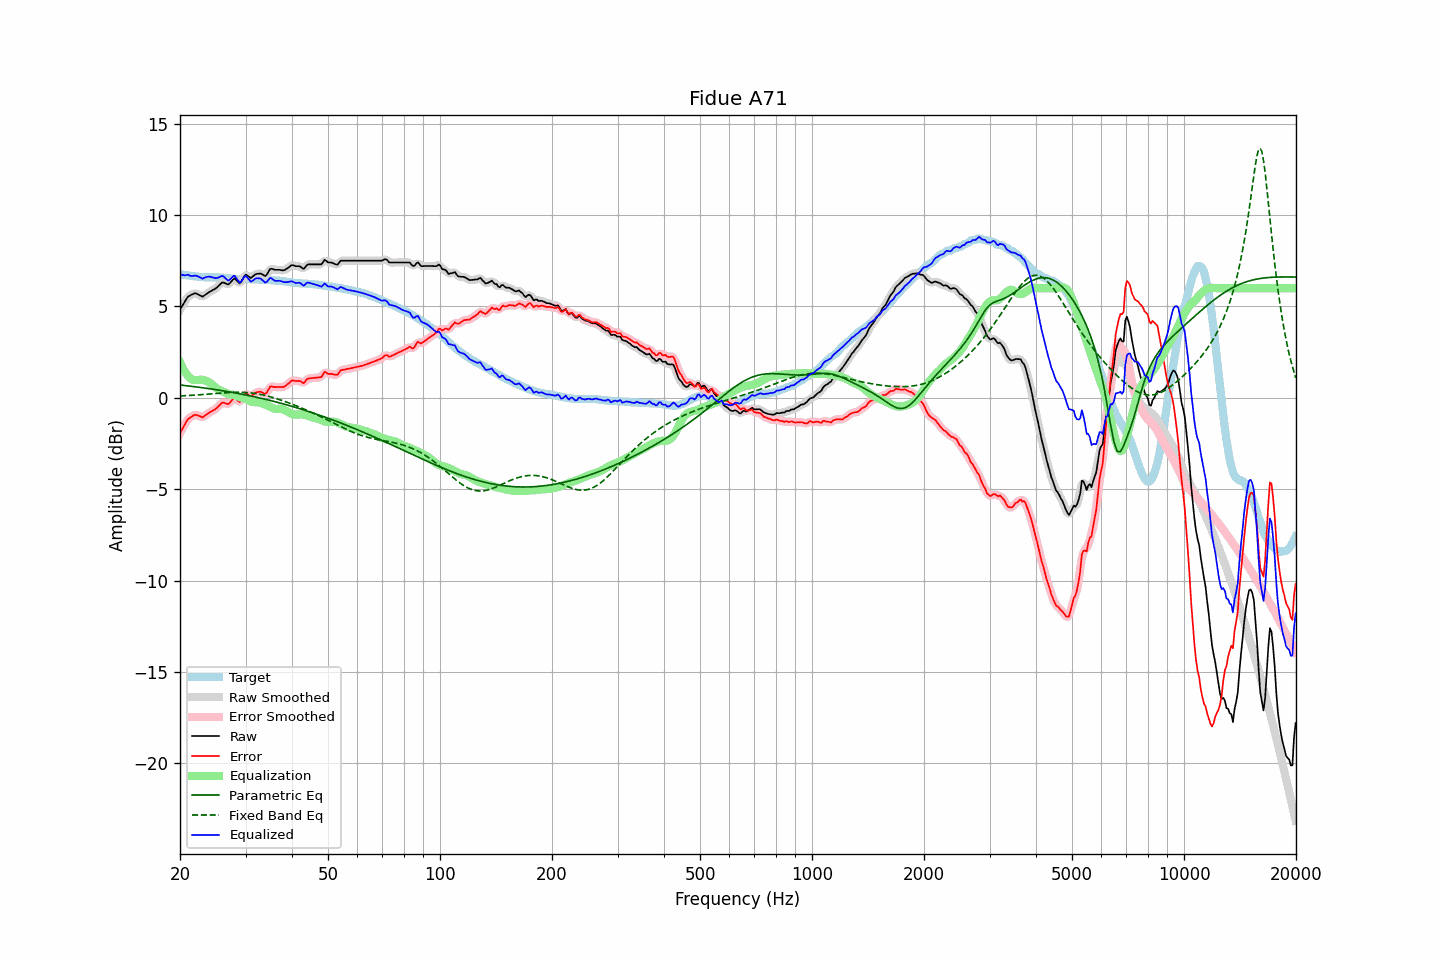 Fidue A71
15
10
5
0
−5
−10
−15
−20
Amplitude (dBr)
Target
Raw Smoothed
Error Smoothed
Raw
Error
Equalization
Parametric Eq
Fixed Band Eq
Equalized
20 50 100 200 500 1000 2000 5000 10000 20000
Frequency (Hz)